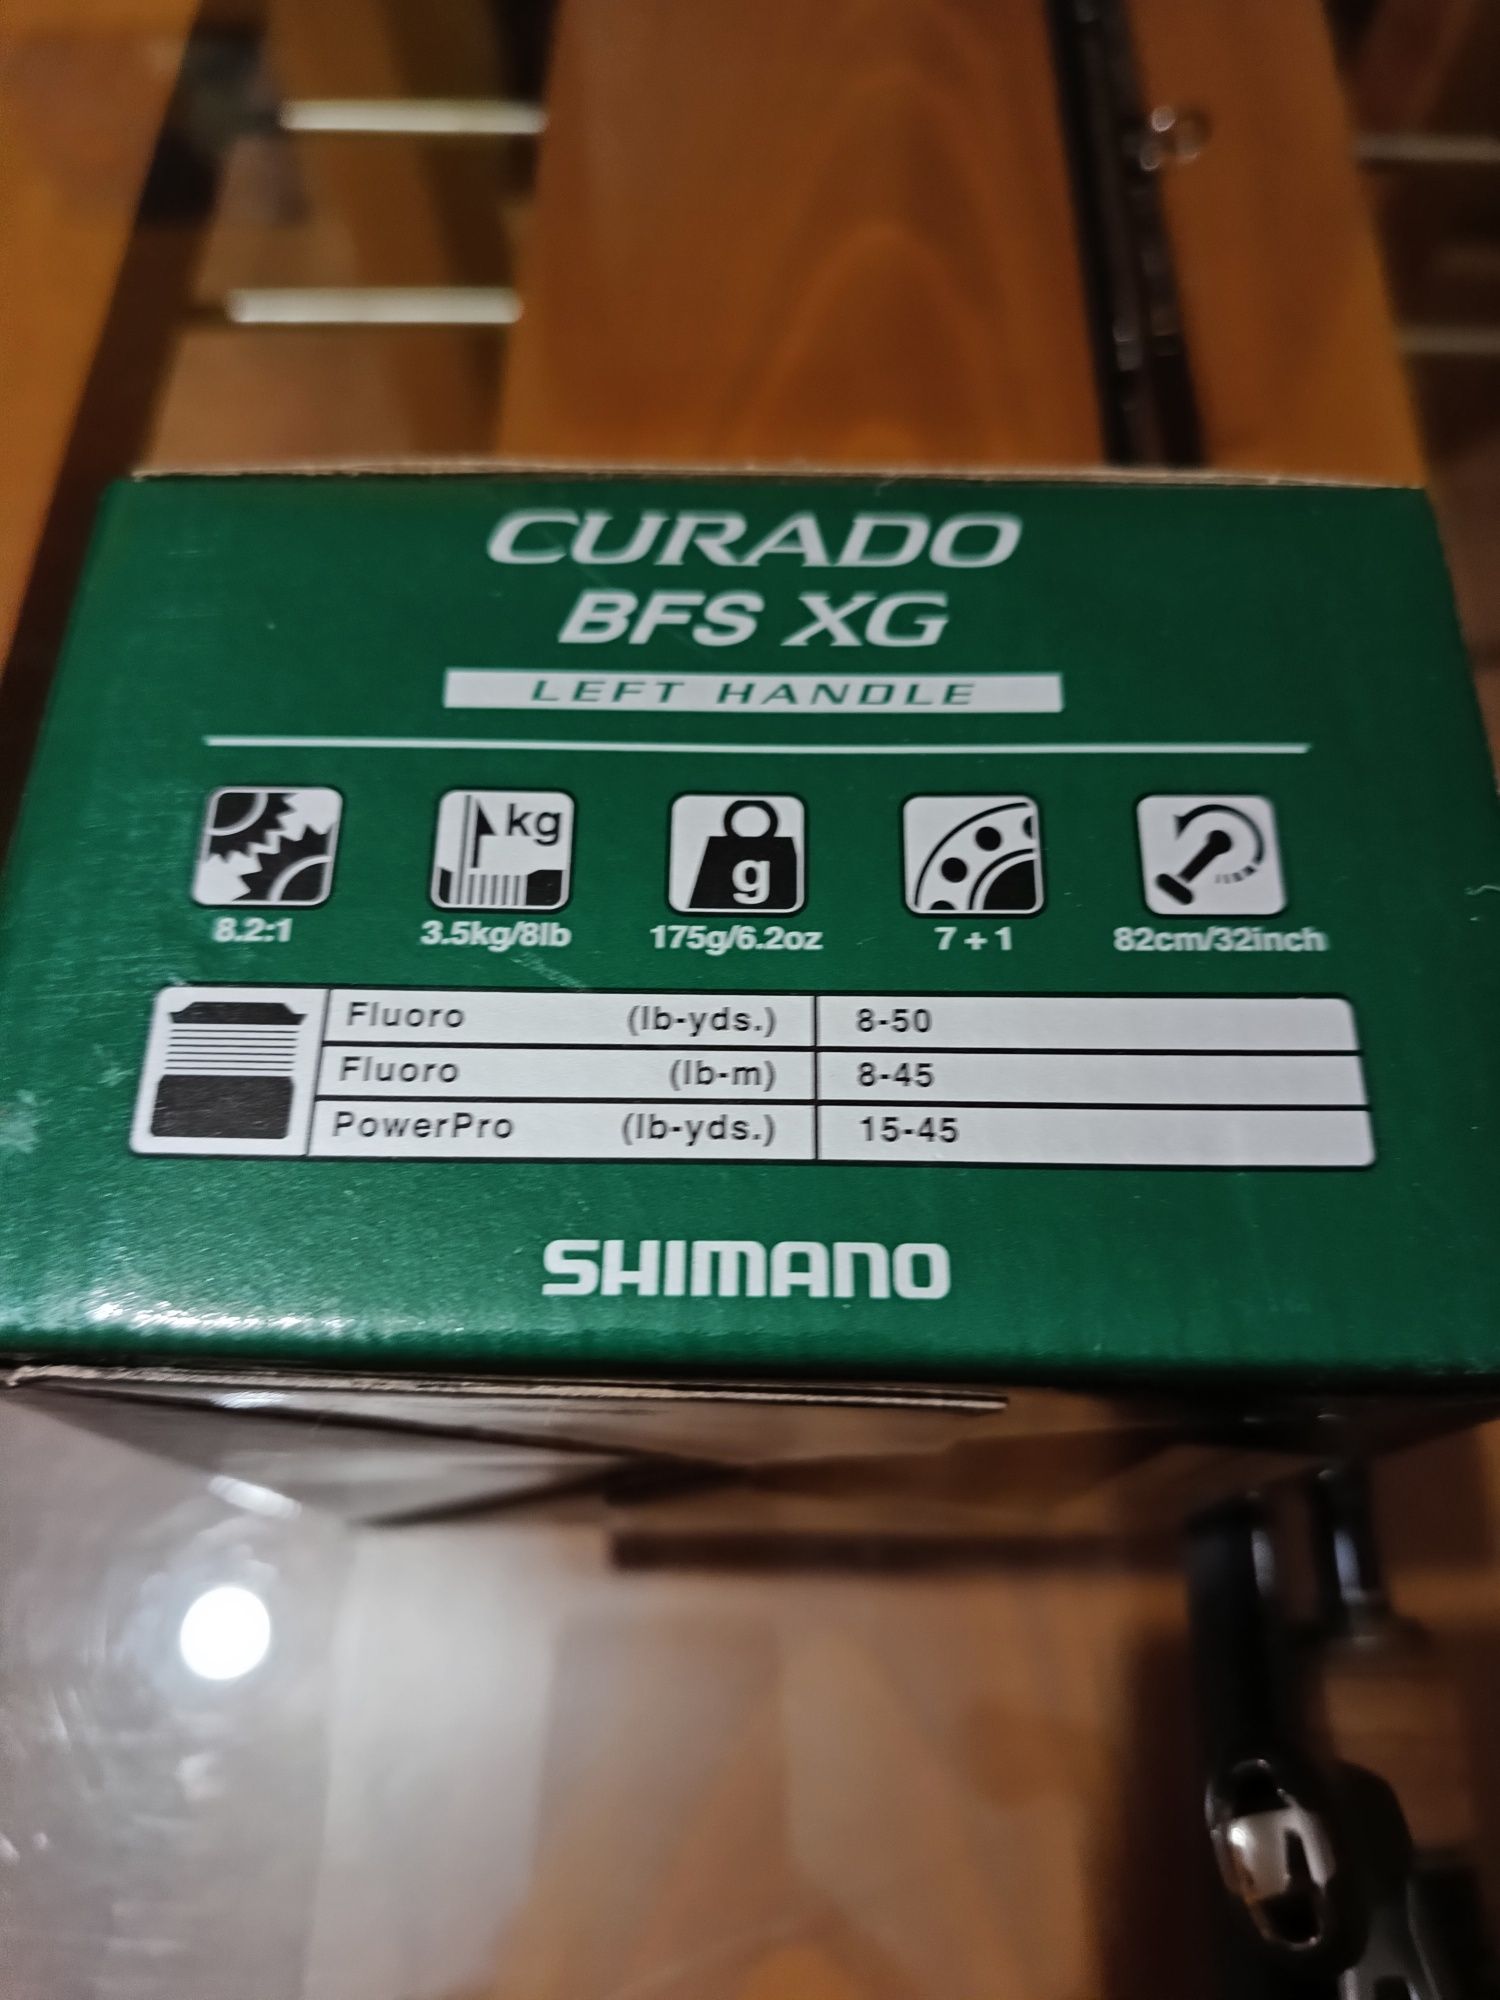 CURADO
BFS XG
LEFT HANDLE
kg
g
8.2:1 3.5kg/8lb 175g/6.2oz 7+1 82cm/32inch
Fluoro (lb-yds.) 8-50
Fluoro (lb-m) 8-45
PowerPro (lb-yds.) 15-45
SHIMANO